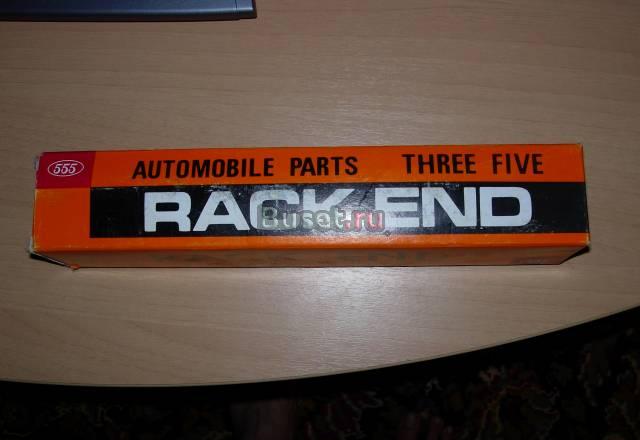 555
AUTOMOBILE PARTS THREE FIVE
RACK END
Buset.ru